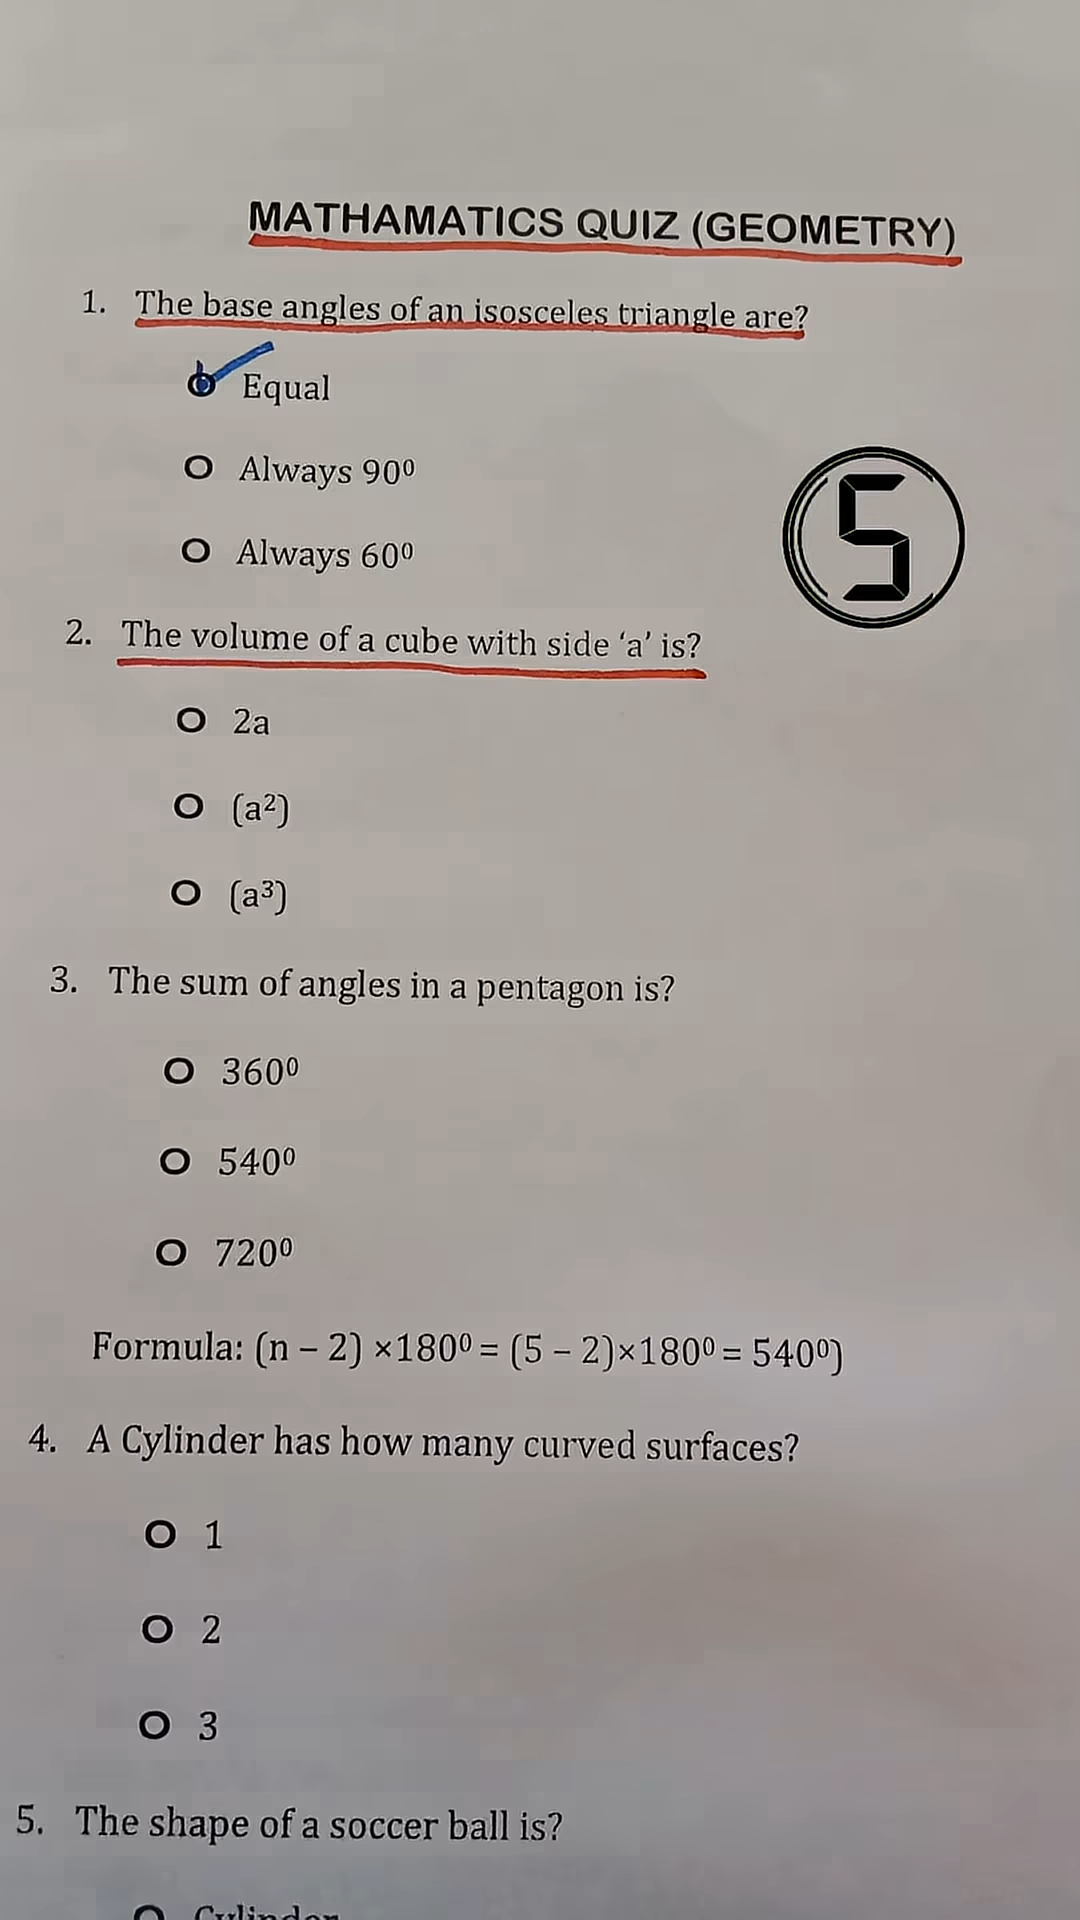 MATHAMATICS QUIZ (GEOMETRY)
1. The base angles of an isosceles triangle are?
Equal
O Always 90⁰
O Always 60⁰
5
2. The volume of a cube with side ‘a’ is?
O 2a
O (a²)
O (a³)
3. The sum of angles in a pentagon is?
O 360⁰
O 540⁰
O 720⁰
Formula: (n – 2) ×180⁰ = (5 – 2)×180⁰ = 540⁰)
4. A Cylinder has how many curved surfaces?
O 1
O 2
O 3
5. The shape of a soccer ball is?
O Cylinder